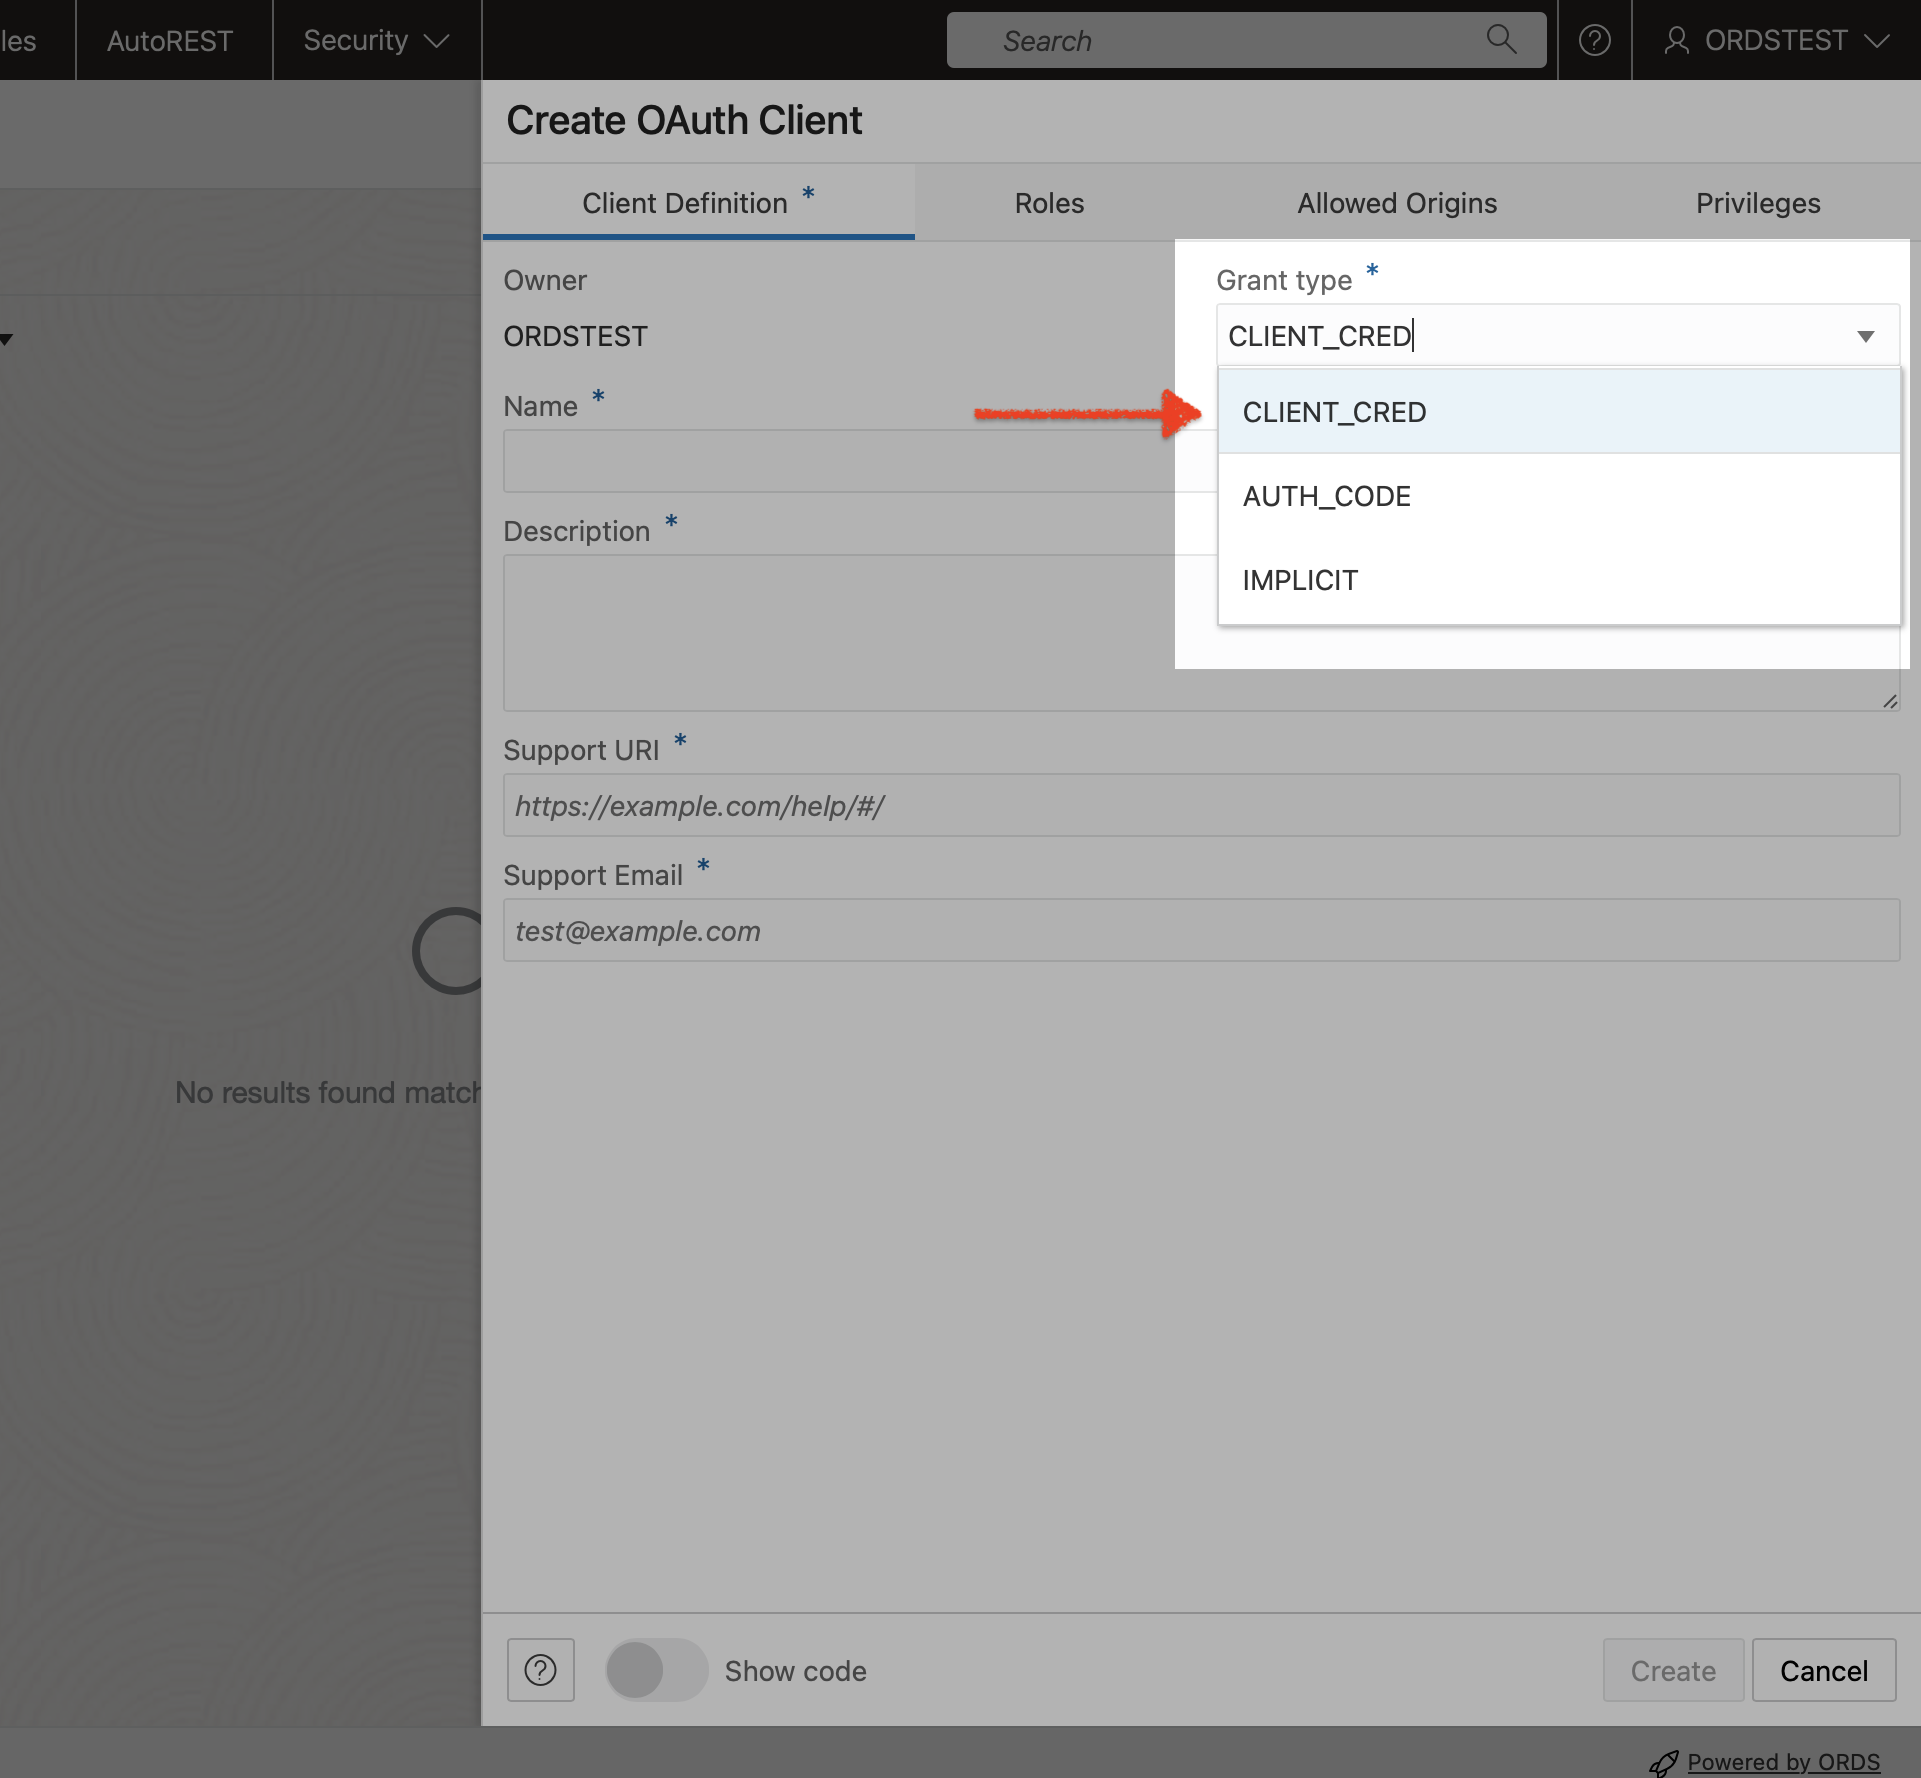 les
AutoREST
Security
Search
ORDSTEST
Create OAuth Client
Client Definition *
Roles
Allowed Origins
Privileges
Owner
ORDSTEST
Grant type *
CLIENT_CRED
CLIENT_CRED
AUTH_CODE
IMPLICIT
Name *
Description *
Support URI *
https://example.com/help/#/
Support Email *
test@example.com
No results found match
Show code
Create
Cancel
Powered by ORDS